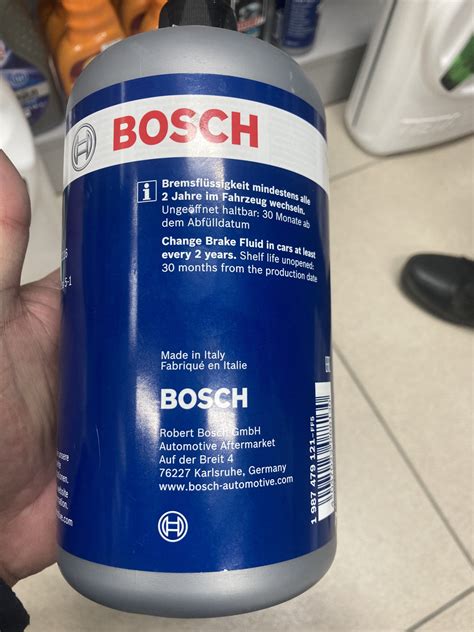 BOSCH
Bremsflüssigkeit mindestens alle
2 Jahre im Fahrzeug wechseln.
Ungeöffnet haltbar: 30 Monate ab
dem Abfülldatum
Change Brake Fluid in cars at least
every 2 years. Shelf life unopened:
30 months from the production date
Made in Italy
Fabriqué en Italie
BOSCH
Robert Bosch GmbH
Automotive Aftermarket
Auf der Breit 4
76227 Karlsruhe, Germany
www.bosch-automotive.com
1 987 479 121-FF5